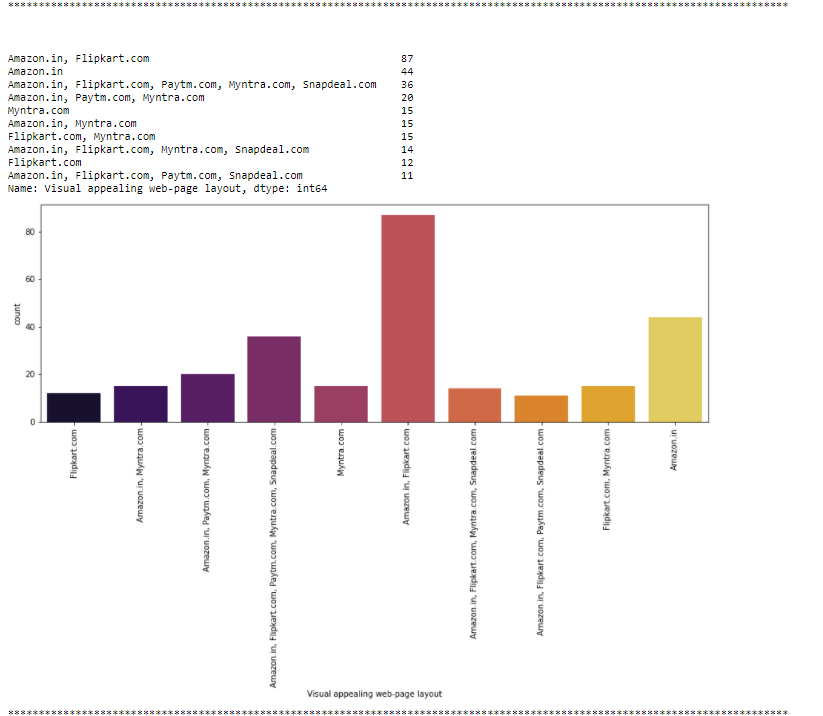 ********************************************************************************************************************************
Amazon.in, Flipkart.com 87
Amazon.in 44
Amazon.in, Flipkart.com, Paytm.com, Myntra.com, Snapdeal.com 36
Amazon.in, Paytm.com, Myntra.com 20
Myntra.com 15
Amazon.in, Myntra.com 15
Flipkart.com, Myntra.com 15
Amazon.in, Flipkart.com, Myntra.com, Snapdeal.com 14
Flipkart.com 12
Amazon.in, Flipkart.com, Paytm.com, Snapdeal.com 11
Name: Visual appealing web-page layout, dtype: int64
80
60
40
20
0
count
Flipkart.com
Amazon.in, Myntra.com
Amazon.in, Paytm.com, Myntra.com
Amazon.in, Flipkart.com, Paytm.com, Myntra.com, Snapdeal.com
Myntra.com
Amazon.in, Flipkart.com
Amazon.in, Flipkart.com, Myntra.com, Snapdeal.com
Amazon.in, Flipkart.com, Paytm.com, Snapdeal.com
Flipkart.com, Myntra.com
Amazon.in
Visual appealing web-page layout
********************************************************************************************************************************